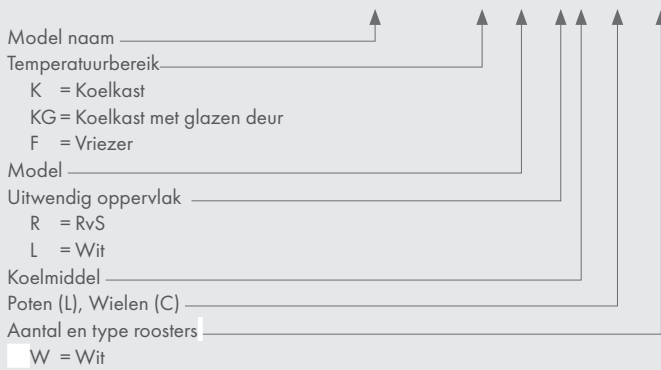 Model naam
Temperatuurbereik
K = Koelkast
KG = Koelkast met glazen deur
F = Vriezer
Model
Uitwendig oppervlak
R = RvS
L = Wit
Koelmiddel
Poten (L), Wielen (C)
Aantal en type roosters
W = Wit